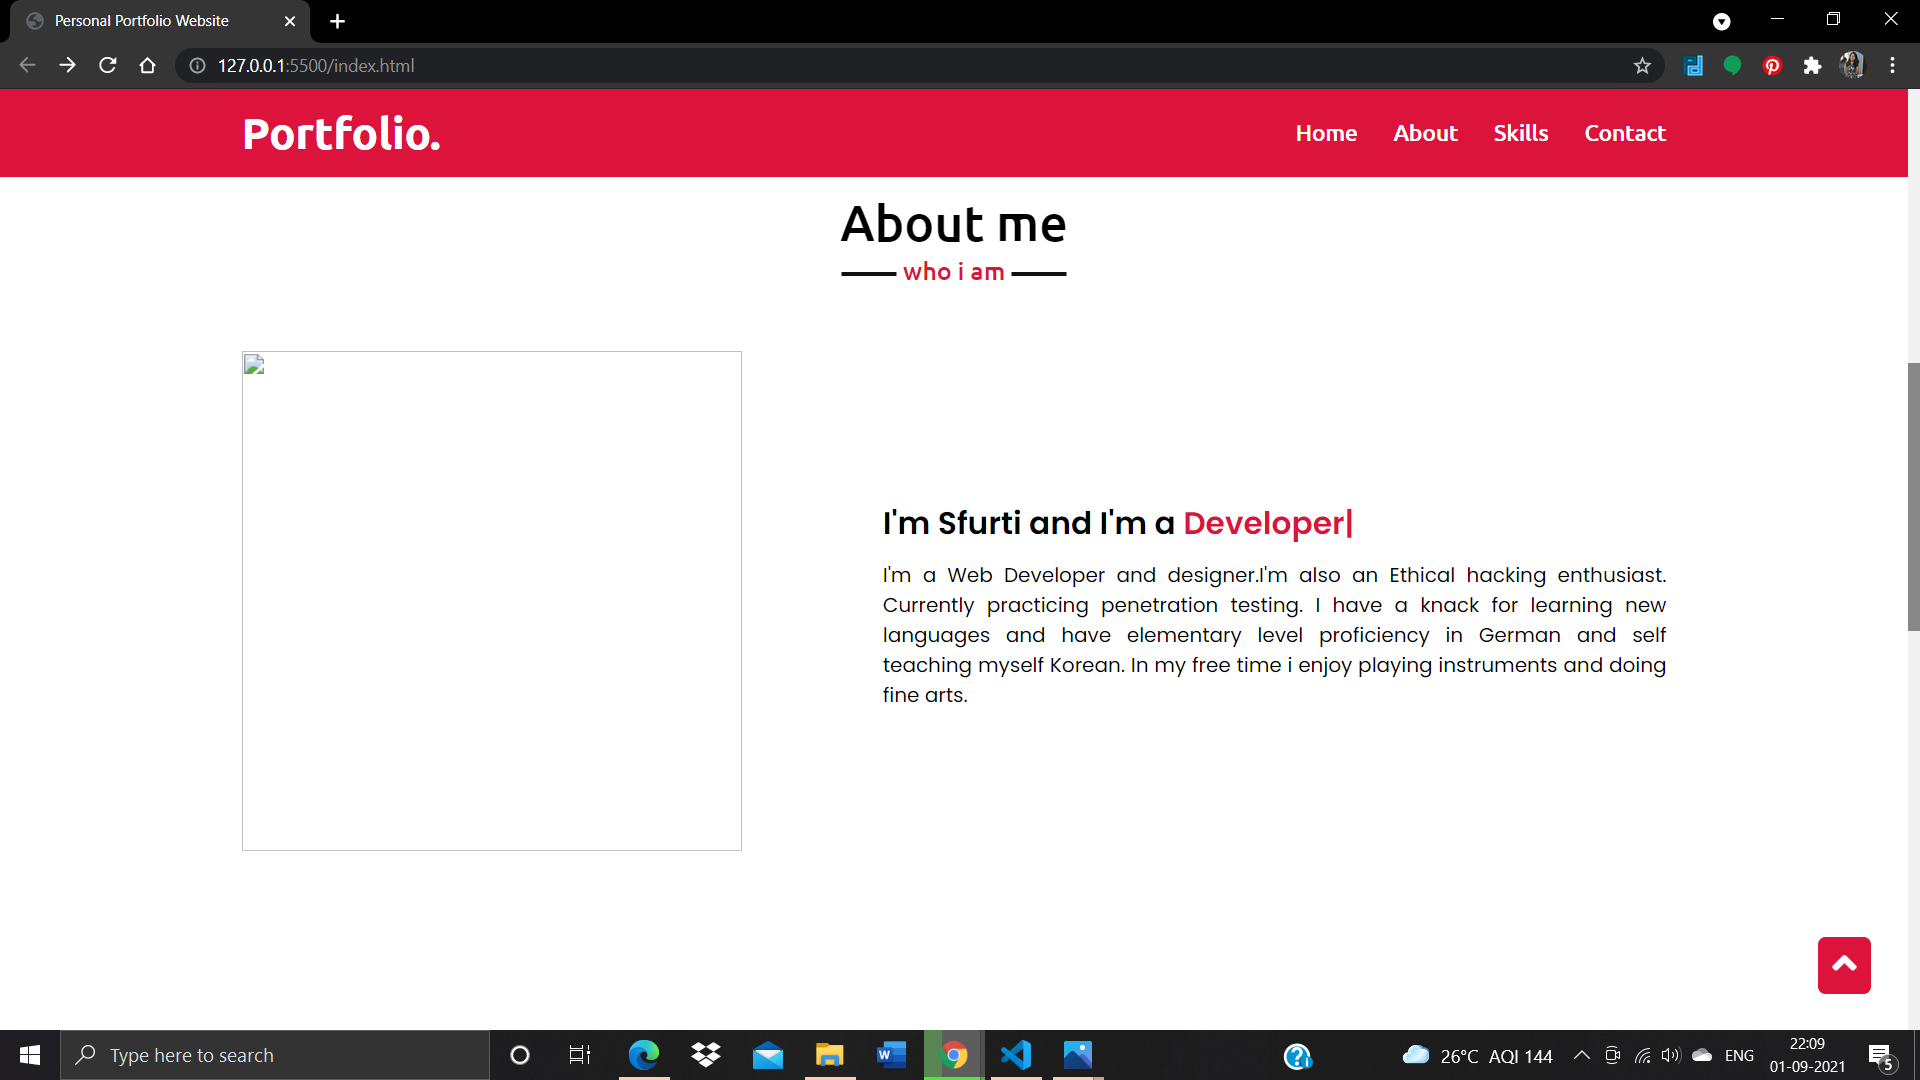 Personal Portfolio Website
127.0.0.1:5500/index.html
Portfolio.
Home About Skills Contact
About me
who i am
I'm Sfurti and I'm a Developer|
I'm a Web Developer and designer.I'm also an Ethical hacking enthusiast.
Currently practicing penetration testing. I have a knack for learning new
languages and have elementary level proficiency in German and self
teaching myself Korean. In my free time i enjoy playing instruments and doing
fine arts.
Type here to search
26°C AQI 144
ENG
22:09
01-09-2021
5